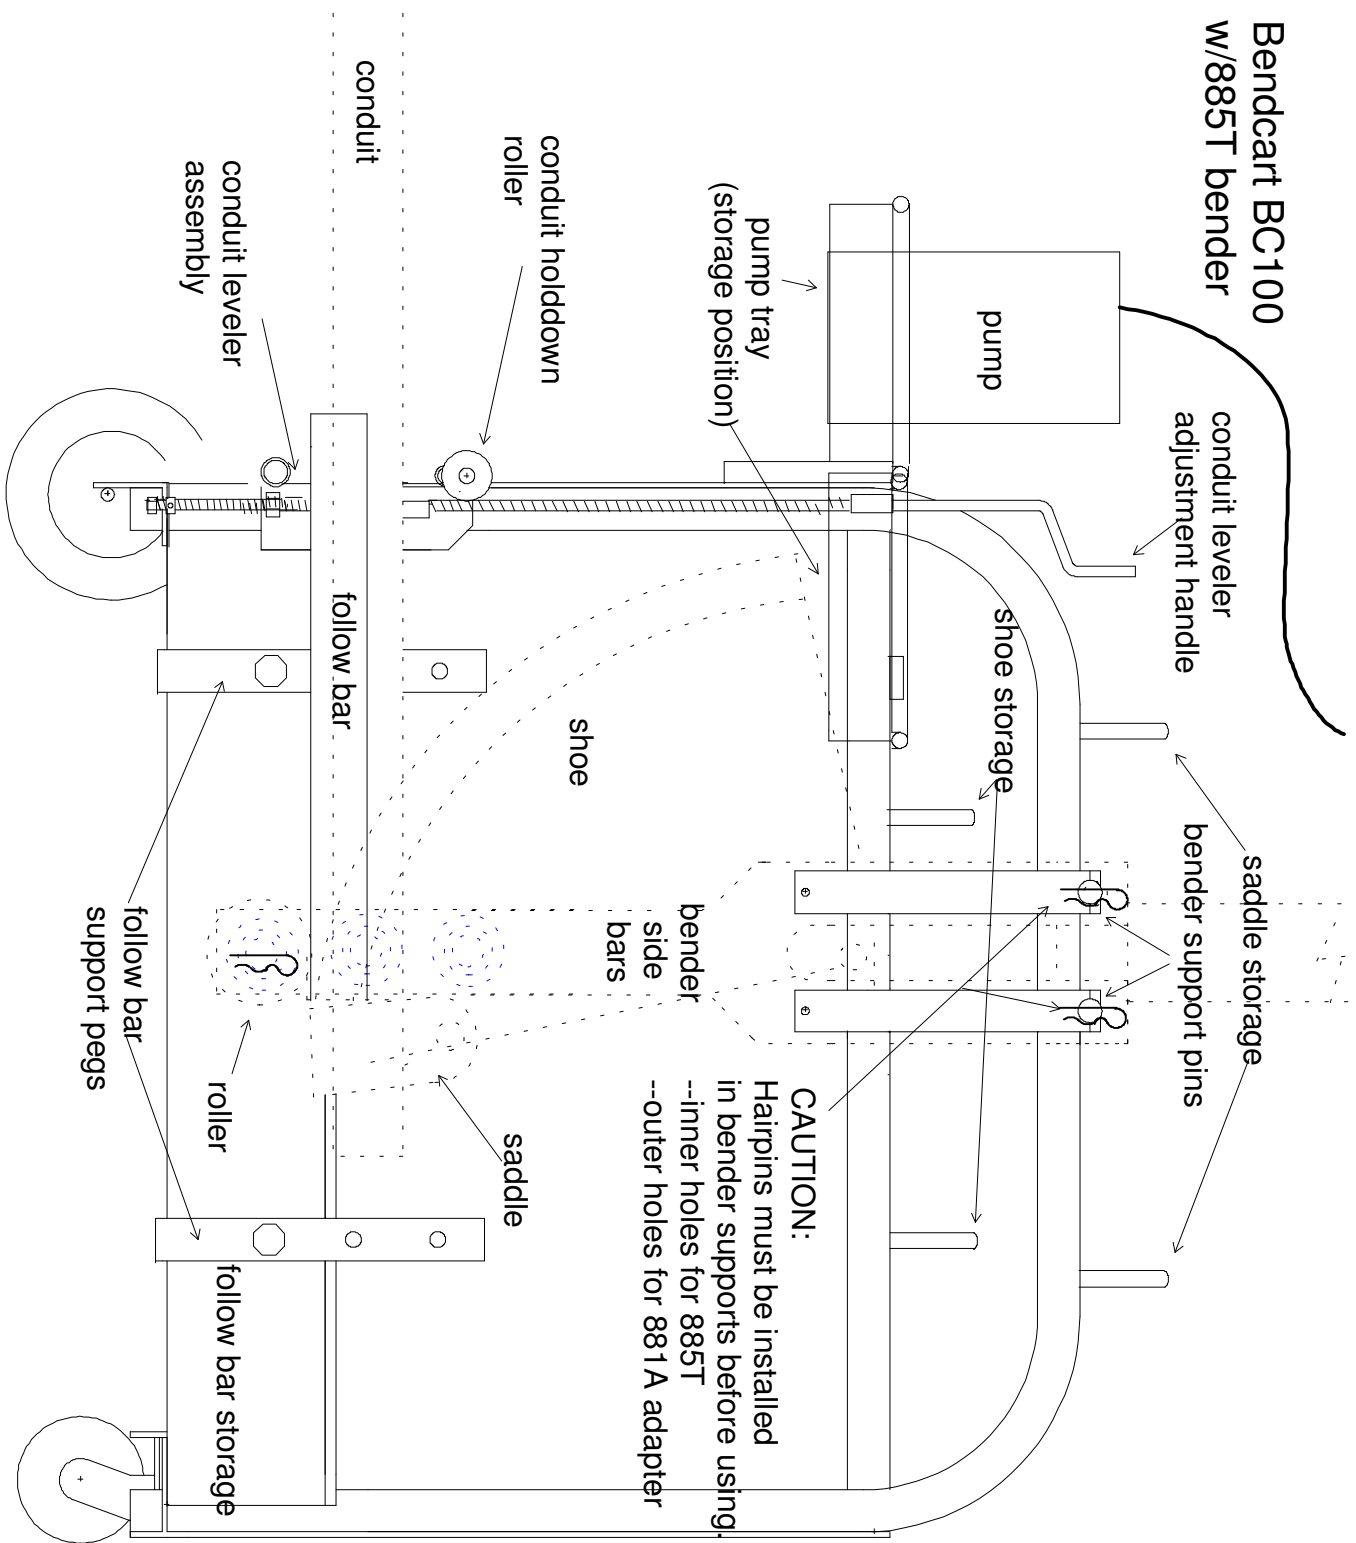 Bendcart BC100
w/885T bender
conduit leveler
adjustment handle
saddle storage
bender support pins
pump
shoe storage
pump tray
(storage position)
CAUTION:
Hairpins must be installed
in bender supports before using.
--inner holes for 885T
--outer holes for 881A adapter
bender
side
bars
shoe
conduit holddown
roller
saddle
conduit
follow bar
conduit leveler
assembly
roller
follow bar storage
follow bar
support pegs